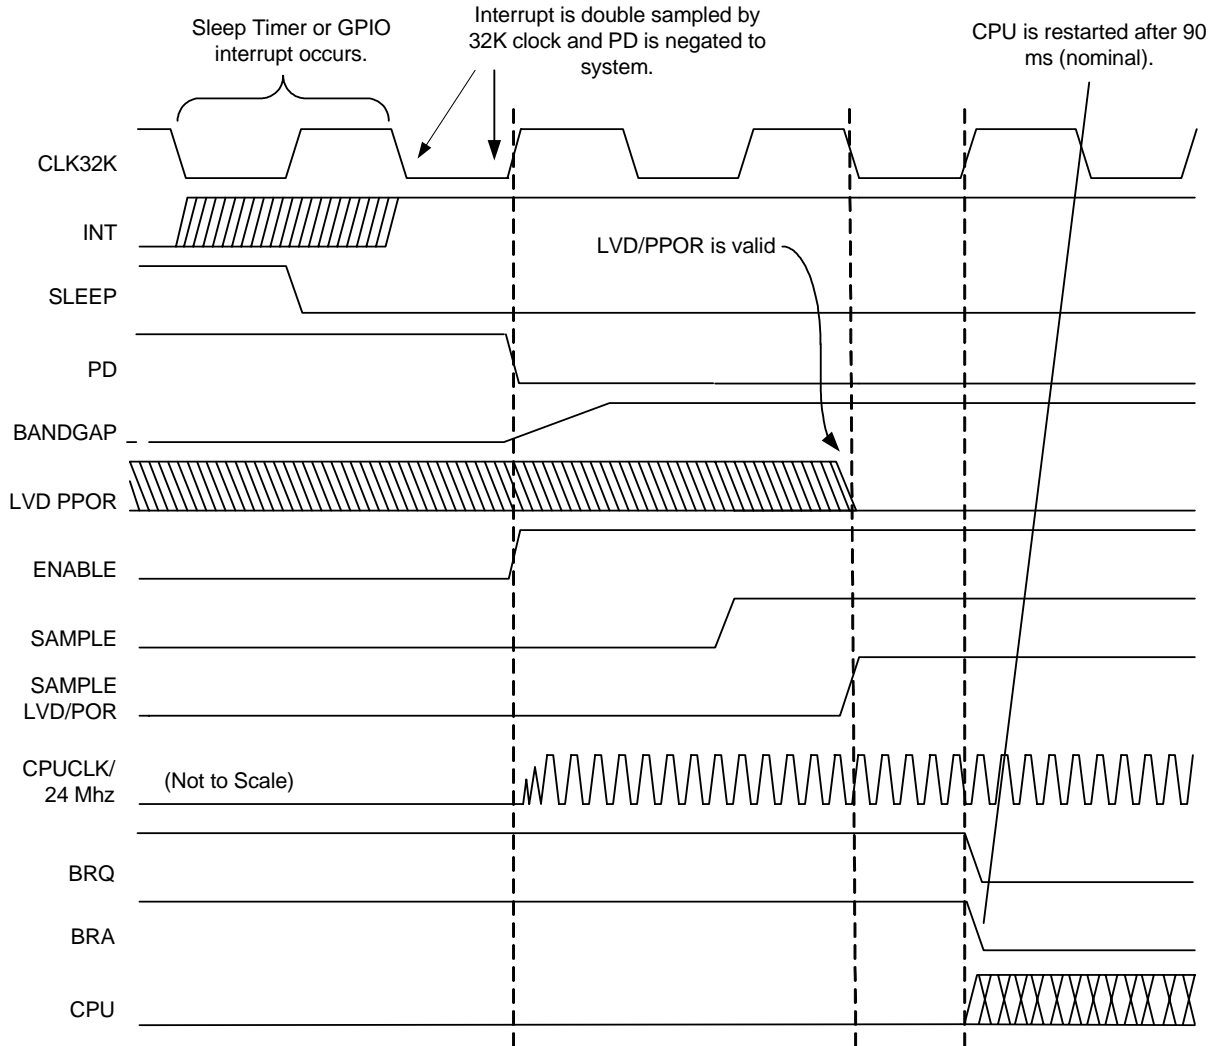 Sleep Timer or GPIO
interrupt occurs.
Interrupt is double sampled by
32K clock and PD is negated to
system.
CPU is restarted after 90
ms (nominal).
CLK32K
INT
LVD/PPOR is valid
SLEEP
PD
BANDGAP
LVD PPOR
ENABLE
SAMPLE
SAMPLE
LVD/POR
CPUCLK/
24 Mhz
(Not to Scale)
BRQ
BRA
CPU